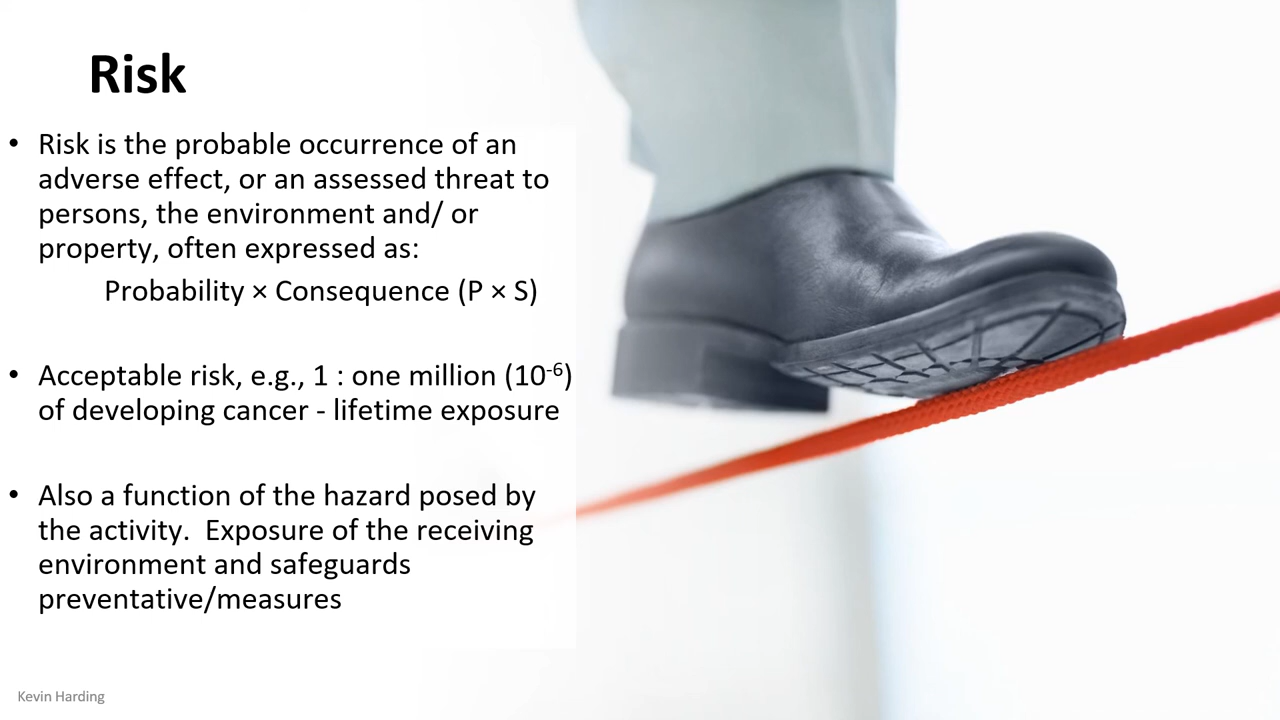 Risk
• Risk is the probable occurrence of an
adverse effect, or an assessed threat to
persons, the environment and/ or
property, often expressed as:
Probability × Consequence (P × S)
• Acceptable risk, e.g., 1 : one million (10⁻⁶)
of developing cancer - lifetime exposure
• Also a function of the hazard posed by
the activity.  Exposure of the receiving
environment and safeguards
preventative/measures
Kevin Harding